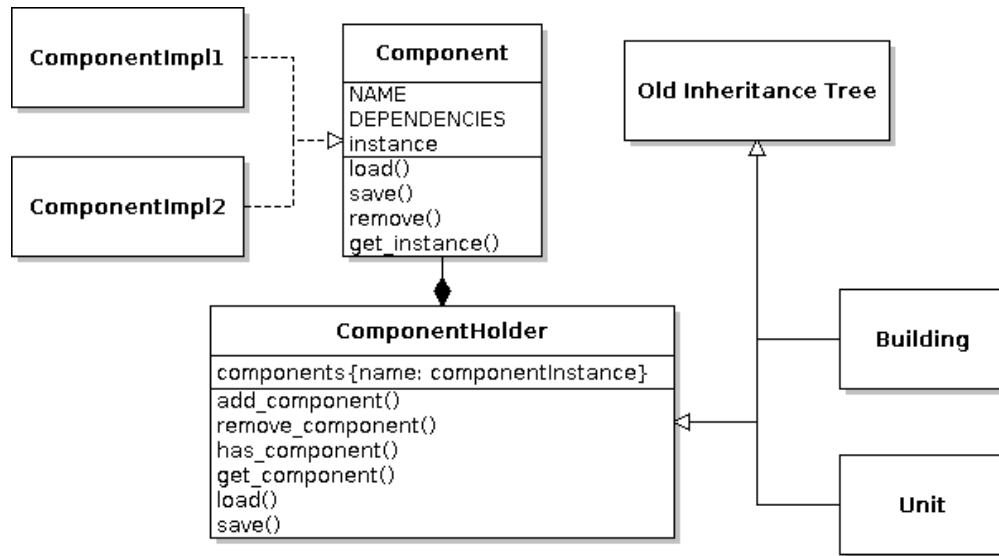 ComponentImpl1
ComponentImpl2
Component
NAME
DEPENDENCIES
instance
load()
save()
remove()
get_instance()
Old Inheritance Tree
ComponentHolder
components{name: componentInstance}
add_component()
remove_component()
has_component()
get_component()
load()
save()
Building
Unit